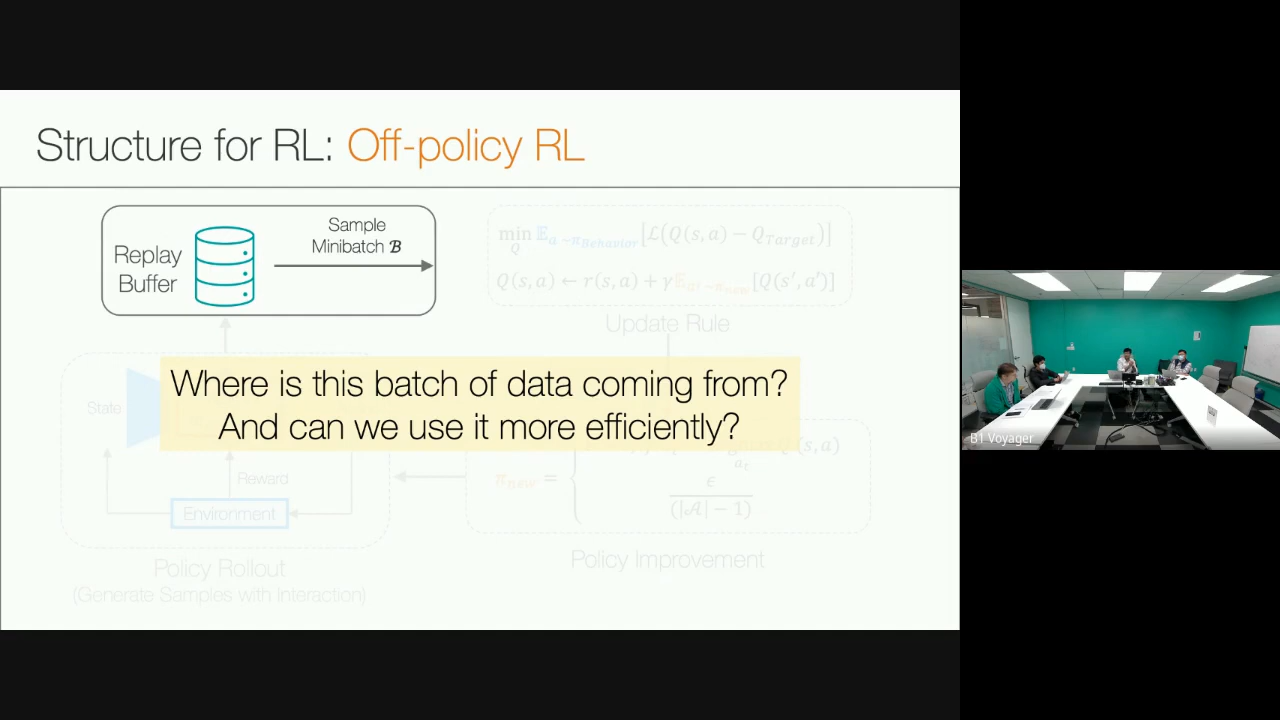 Structure for RL: Off-policy RL
Replay
Buffer
Sample
Minibatch ℬ
min_Q 𝔼_{a~π_Behavior}[ℒ(Q(s,a) − Q_Target)]
Q(s,a) ← r(s,a) + γ𝔼_{a'~π_new}[Q(s',a')]
Update Rule
Where is this batch of data coming from?
And can we use it more efficiently?
State
Q(s,a)
a_t
π_new =
ϵ
(|𝒜| − 1)
Reward
Environment
Policy Improvement
Policy Rollout
(Generate Samples with Interaction)
B1 Voyager